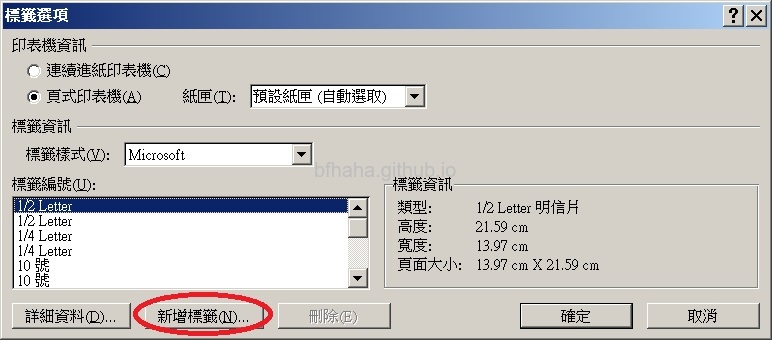 標籤選項
印表機資訊
連續進紙印表機(C)
頁式印表機(A) 紙匣(T): 預設紙匣 (自動選取)
標籤資訊
標籤樣式(V): Microsoft
bfhaha.github.io
標籤編號(U):
1/2 Letter
1/2 Letter
1/4 Letter
1/4 Letter
10 號
10 號
標籤資訊
類型: 1/2 Letter 明信片
高度: 21.59 cm
寬度: 13.97 cm
頁面大小: 13.97 cm X 21.59 cm
詳細資料(D)... 新增標籤(N)... 刪除(E) 確定 取消